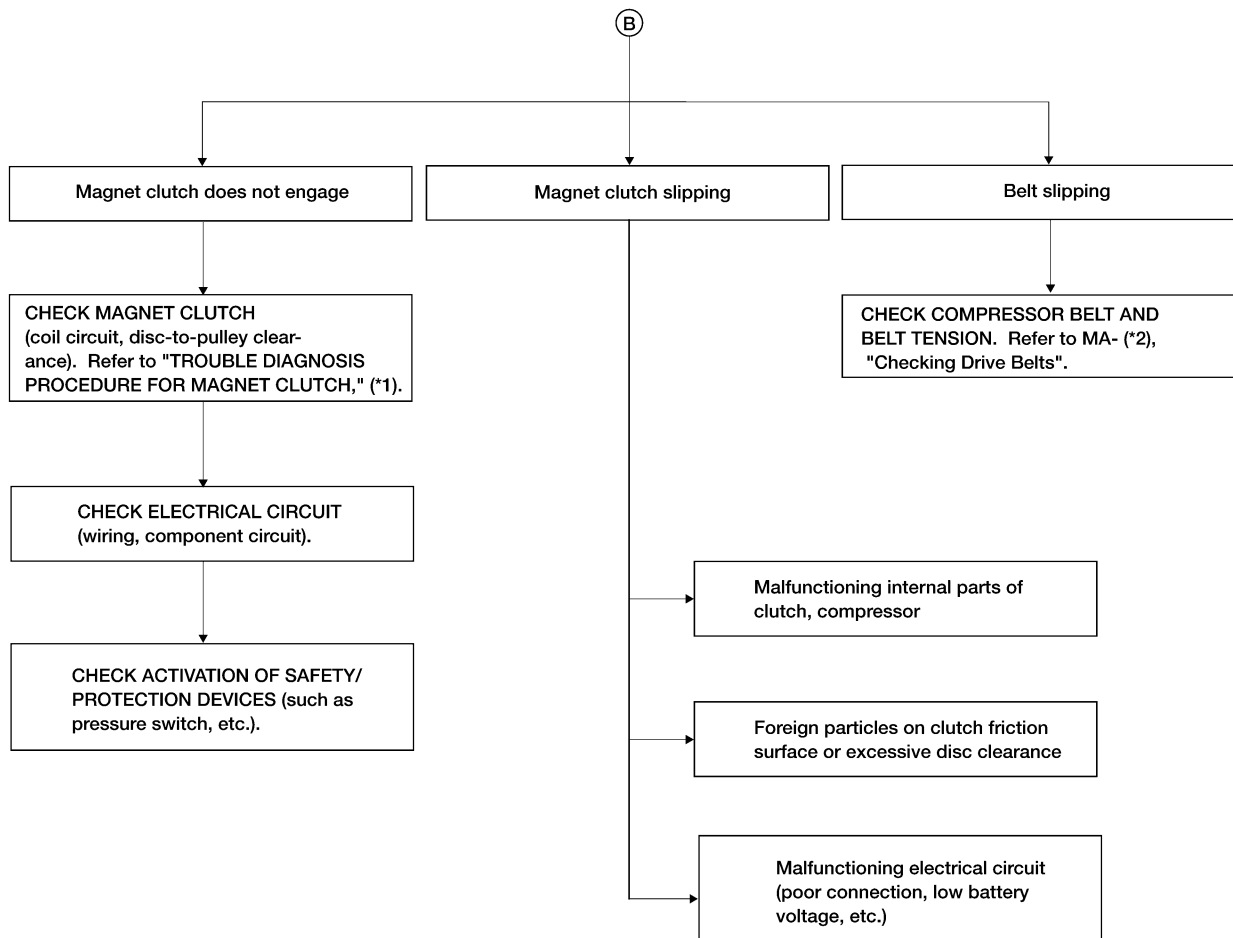 B
Magnet clutch does not engage
Magnet clutch slipping
Belt slipping
CHECK MAGNET CLUTCH
(coil circuit, disc-to-pulley clear-
ance). Refer to "TROUBLE DIAGNOSIS
PROCEDURE FOR MAGNET CLUTCH," (*1).
CHECK COMPRESSOR BELT AND
BELT TENSION. Refer to MA- (*2),
"Checking Drive Belts".
CHECK ELECTRICAL CIRCUIT
(wiring, component circuit).
CHECK ACTIVATION OF SAFETY/
PROTECTION DEVICES (such as
pressure switch, etc.).
Malfunctioning internal parts of
clutch, compressor
Foreign particles on clutch friction
surface or excessive disc clearance
Malfunctioning electrical circuit
(poor connection, low battery
voltage, etc.)